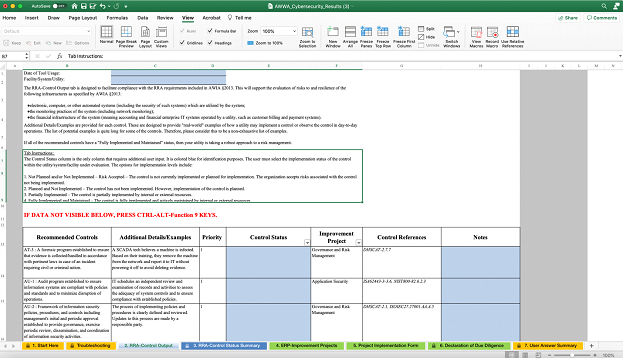 AutoSave OFF
AWWA_Cybersecurity_Results (3)
Home Insert Draw Page Layout Formulas Data Review View Acrobat Tell me
Share Comments
Default
Keep Exit New Options
Normal Page Break Preview Page Layout Custom Views
Ruler Formula Bar Zoom 100%
Gridlines Headings Zoom to 100%
Zoom to Selection New Window Arrange All Freeze Panes Freeze Top Row Freeze First Column
Split
Hide
Unhide
Switch Windows View Macros Record Macro Use Relative References
B7 fx Tab Instructions:
Date of Tool Usage:
Facility/System/Utility:
The RRA-Control Output tab is designed to facilitate compliance with the RRA requirements included in AWIA §2013. This will support the evaluation of risks to and resilience of the
following infrastructures as specified by AWIA §2013:
•electronic, computer, or other automated systems (including the security of such systems) which are utilized by the system;
•the monitoring practices of the system (including network monitoring);
•the financial infrastructure of the system (meaning accounting and financial enterprise IT systems operated by a utility, such as customer billing and payment systems).
Additional Details/Examples are provided for each control. These are designed to provide "real-world" examples of how a utility may implement a control or observe the control in day-to-day
operations. The list of potential examples is quite long for some of the controls. Therefore, please consider this to be a non-exhaustive list of examples.
If all of the recommended controls have a "Fully Implemented and Maintained" status, then your utility is taking a robust approach to a risk management.
Tab Instructions:
The Control Status column is the only column that requires additional user input. It is colored blue for identification purposes. The user must select the implementation status of the control
within the utility/system/facility under evaluation. The options for implementation levels include
1. Not Planned and/or Not Implemented – Risk Accepted – The control is not currently implemented or planned for implementation. The organization accepts risks associated with the control
not being implemented.
2. Planned and Not Implemented – The control has not been implemented. However, implementation of the control is planned.
3. Partially Implemented – The control is partially implemented by internal or external resources.
4. Fully Implemented and Maintained – The control is fully implemented and actively maintained by internal or external resources.
IF DATA NOT VISIBLE BELOW, PRESS CTRL-ALT-Function 9 KEYS.
Recommended Controls Additional Details/Examples Priority Control Status Improvement Project Control References Notes
AT-3 : A forensic program established to ensure
that evidence is collected/handled in accordance
with pertinent laws in case of an incident
requiring civil or criminal action.
A SCADA tech believes a machine is infected.
Based on their training, they remove the machine
from the network and report it to IT without
powering it off to avoid deleting evidence.
1
Governance and Risk
Management
DHSCAT-2.7.7
AU-1 : Audit program established to ensure
information systems are compliant with policies
and standards and to minimize disruption of
operations.
IT schedules an independent review and
examination of records and activities to assess
the adequacy of system controls and to ensure
compliance with established policies.
1
Application Security
AU-2 : Framework of information security
policies, procedures, and controls including
management's initial and periodic approval
established to provide governance, exercise
periodic review, dissemination, and coordination
of information security activities.
The process of implementing policies and
procedures is clearly defined and reviewed.
Updates to this process are made by a
responsible party.
1
Governance and Risk
Management
1. Start Here Troubleshooting 2. RRA-Control Output 3. RRA-Control Status Summary 4. ERP-Improvement Projects 5. Project Implementation Form 6. Declaration of Due Diligence 7. User Answer Summary
100%